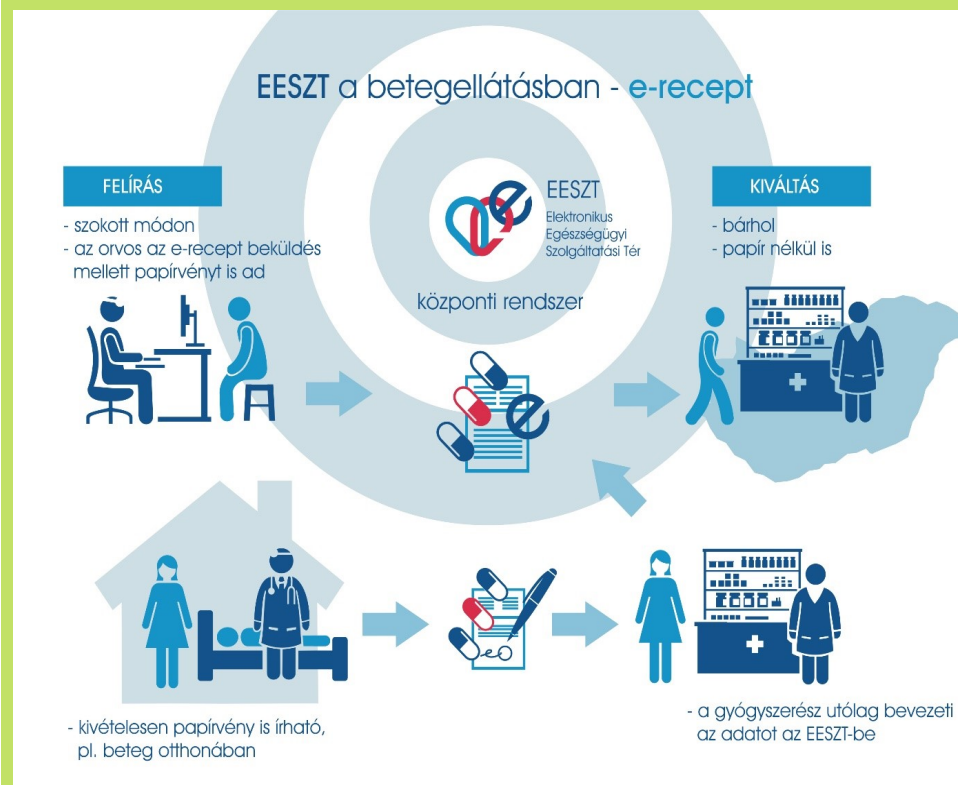 EESZT a betegellátásban - e-recept
FELÍRÁS
- szokott módon
- az orvos az e-recept beküldés
mellett papírvényt is ad
EESZT
Elektronikus
Egészségügyi
Szolgáltatási Tér
központi rendszer
KIVÁLTÁS
- bárhol
- papír nélkül is
- kivételesen papírvény is írható,
pl. beteg otthonában
- a gyógyszerész utólag bevezeti
az adatot az EESZT-be